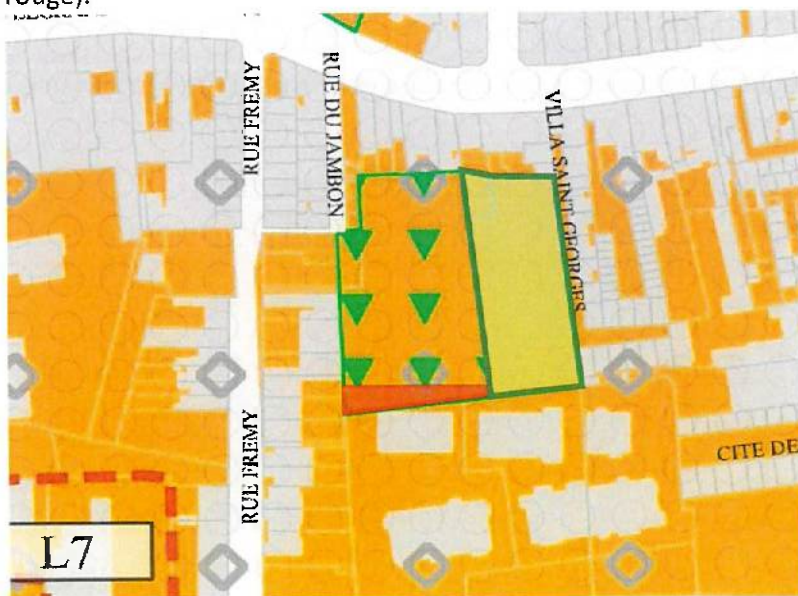 rouge).
RUE FREMY
RUE DU JAMBON
VILLA SAINT GEORGES
RUE FREMY
CITE DE
L7